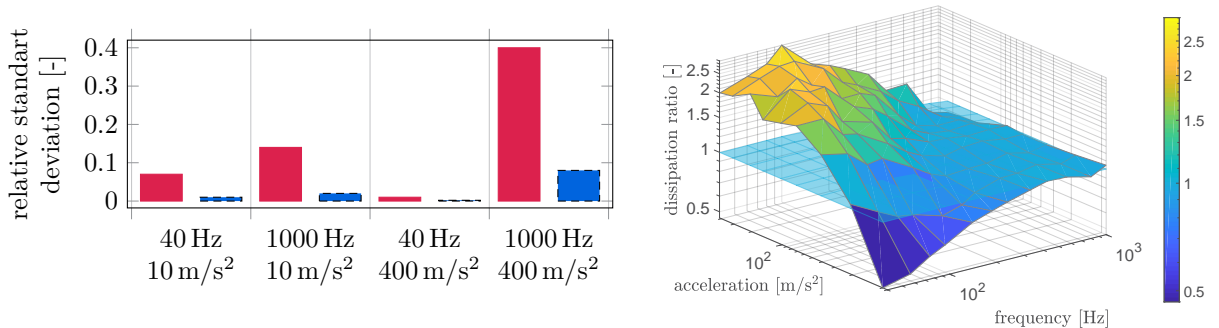 relative standart
deviation [-]
0.4
0.3
0.2
0.1
0
40 Hz
10 m/s²
1000 Hz
10 m/s²
40 Hz
400 m/s²
1000 Hz
400 m/s²
dissipation ratio [-]
2.5
2
1.5
1
0.5
10²
acceleration [m/s²]
10²
10³
frequency [Hz]
2.5
2
1.5
1
0.5